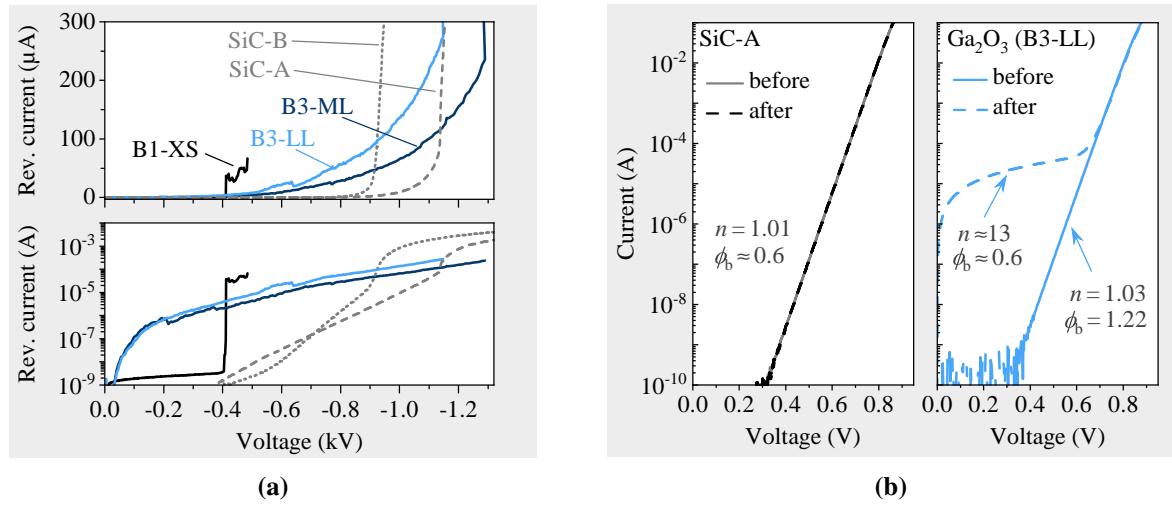 Rev. current (µA)
300
200
100
0
SiC-B
SiC-A
B3-ML
B1-XS
B3-LL
Rev. current (A)
10⁻³
10⁻⁵
10⁻⁷
10⁻⁹
0.0 -0.2 -0.4 -0.6 -0.8 -1.0 -1.2
Voltage (kV)
(a)
Current (A)
10⁻²
10⁻⁴
10⁻⁶
10⁻⁸
10⁻¹⁰
SiC-A
before
after
n = 1.01
ϕb ≈ 0.6
0.0 0.2 0.4 0.6 0.8
Voltage (V)
Ga₂O₃ (B3-LL)
before
after
n ≈ 13
ϕb ≈ 0.6
n = 1.03
ϕb = 1.22
0.0 0.2 0.4 0.6 0.8
Voltage (V)
(b)